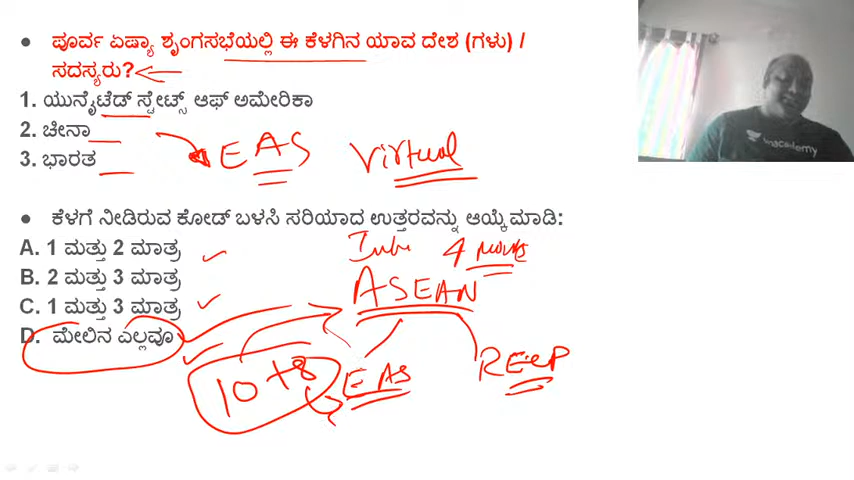 ● ಪೂರ್ವ ಏಷ್ಯಾ ಶೃಂಗಸಭೆಯಲ್ಲಿ ಈ ಕೆಳಗಿನ ಯಾವ ದೇಶ (ಗಳು) /
ಸದಸ್ಯರು?
1. ಯುನೈಟೆಡ್ ಸ್ಟೇಟ್ಸ್ ಆಫ್ ಅಮೇರಿಕಾ
2. ಚೀನಾ
3. ಭಾರತ
EAS Virtual
● ಕೆಳಗೆ ನೀಡಿರುವ ಕೋಡ್ ಬಳಸಿ ಸರಿಯಾದ ಉತ್ತರವನ್ನು ಆಯ್ಕೆಮಾಡಿ:
A. 1 ಮತ್ತು 2 ಮಾತ್ರ
B. 2 ಮತ್ತು 3 ಮಾತ್ರ
C. 1 ಮತ್ತು 3 ಮಾತ್ರ
D. ಮೇಲಿನ ಎಲ್ಲವೂ
4
ASEAN
10+8
EAS
unacademy